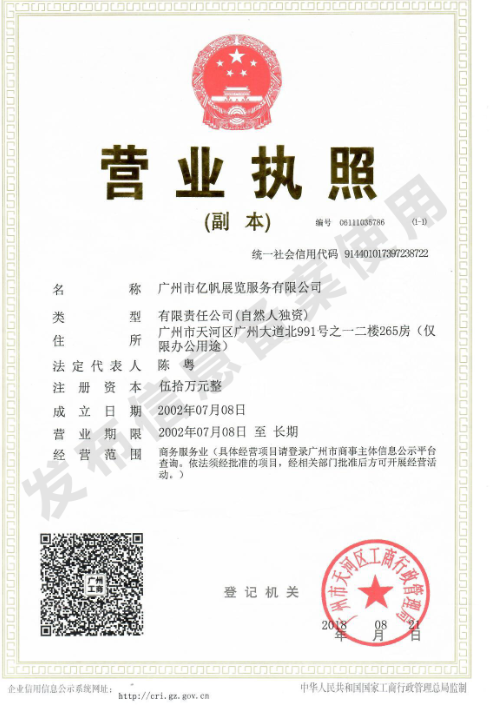 营业执照
(副 本)
编号 06111036786 (1-1)
统一社会信用代码 914401017397238722
名 称 广州市亿帆展览服务有限公司
类 型 有限责任公司(自然人独资)
住 所 广州市天河区广州大道北991号之一二楼265房（仅
限办公用途）
法定代表人 陈 粤
注册资本 伍拾万元整
成立日期 2002年07月08日
营业期限 2002年07月08日 至 长期
经营范围 商务服务业（具体经营项目请登录广州市商事主体信息公示平台
查询。依法须经批准的项目，经相关部门批准后方可开展经营活
动。）
发布信息备案使用
广州
工商
登记机关
广州市天河区工商行政管理局
2018 08 21
年 月 日
企业信用信息公示系统网址：
http://cri.gz.gov.cn
中华人民共和国国家工商行政管理总局监制